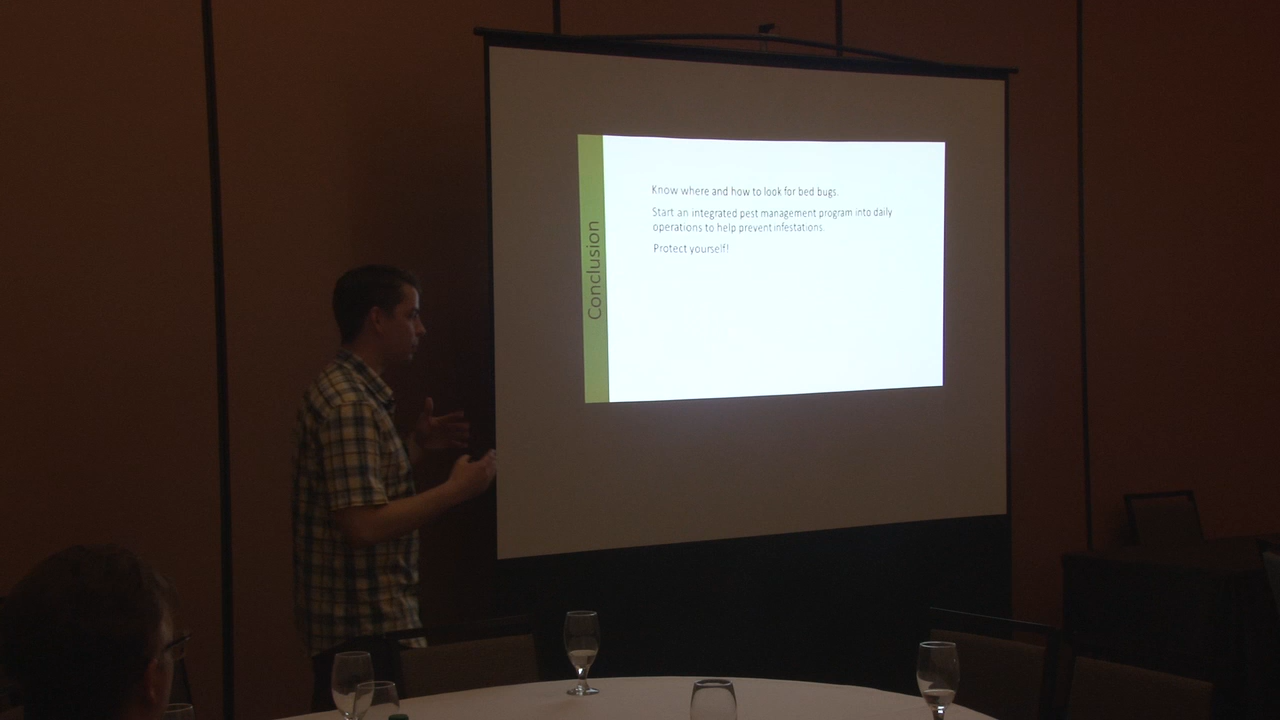 Conclusion
Know where and how to look for bed bugs.
Start an integrated pest management program into daily
operations to help prevent infestations.
Protect yourself!